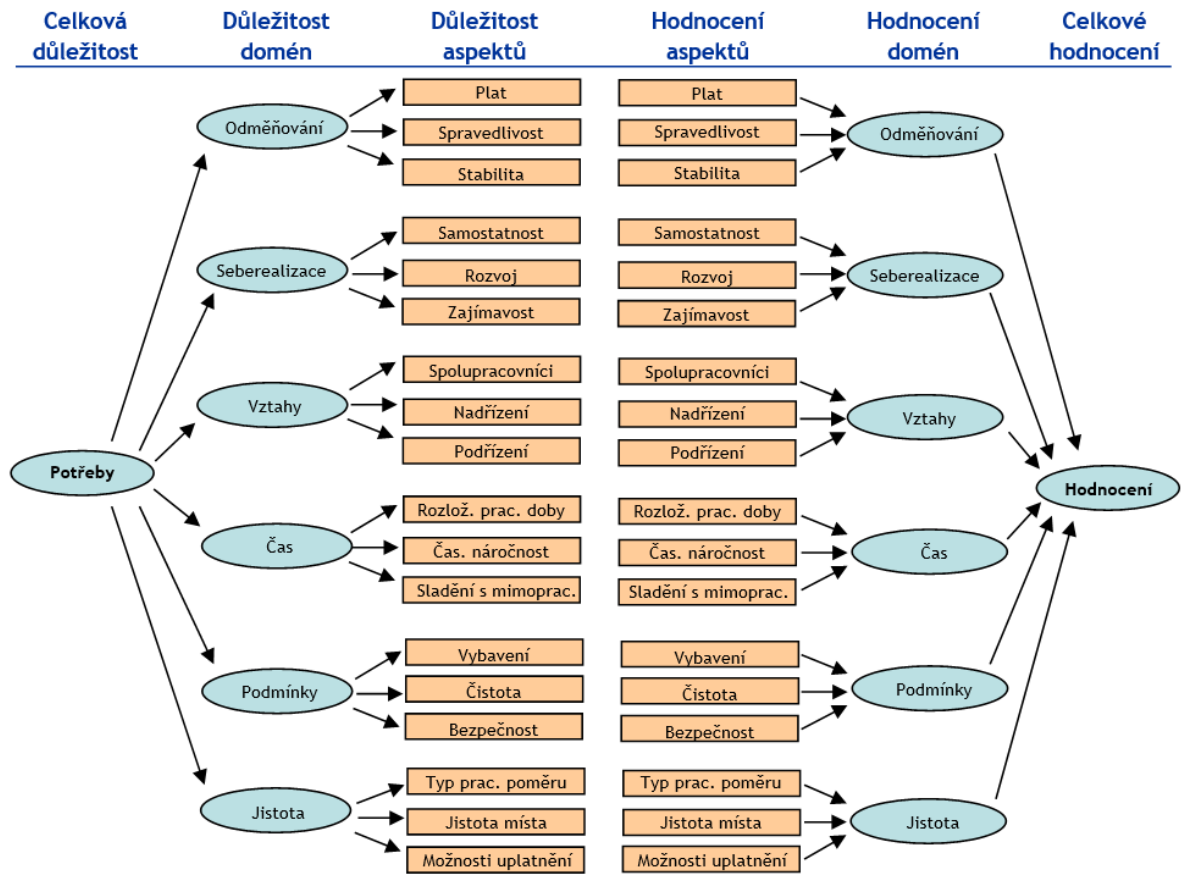 Celková důležitost
Důležitost domén
Důležitost aspektů
Hodnocení aspektů
Hodnocení domén
Celkové hodnocení
Potřeby
Odměňování
Plat
Spravedlivost
Stabilita
Plat
Spravedlivost
Stabilita
Odměňování
Seberealizace
Samostatnost
Rozvoj
Zajímavost
Samostatnost
Rozvoj
Zajímavost
Seberealizace
Vztahy
Spolupracovníci
Nadřízení
Podřízení
Spolupracovníci
Nadřízení
Podřízení
Vztahy
Čas
Rozlož. prac. doby
Čas. náročnost
Sladění s mimoprac.
Rozlož. prac. doby
Čas. náročnost
Sladění s mimoprac.
Čas
Podmínky
Vybavení
Čistota
Bezpečnost
Vybavení
Čistota
Bezpečnost
Podmínky
Jistota
Typ prac. poměru
Jistota místa
Možnosti uplatnění
Typ prac. poměru
Jistota místa
Možnosti uplatnění
Jistota
Hodnocení